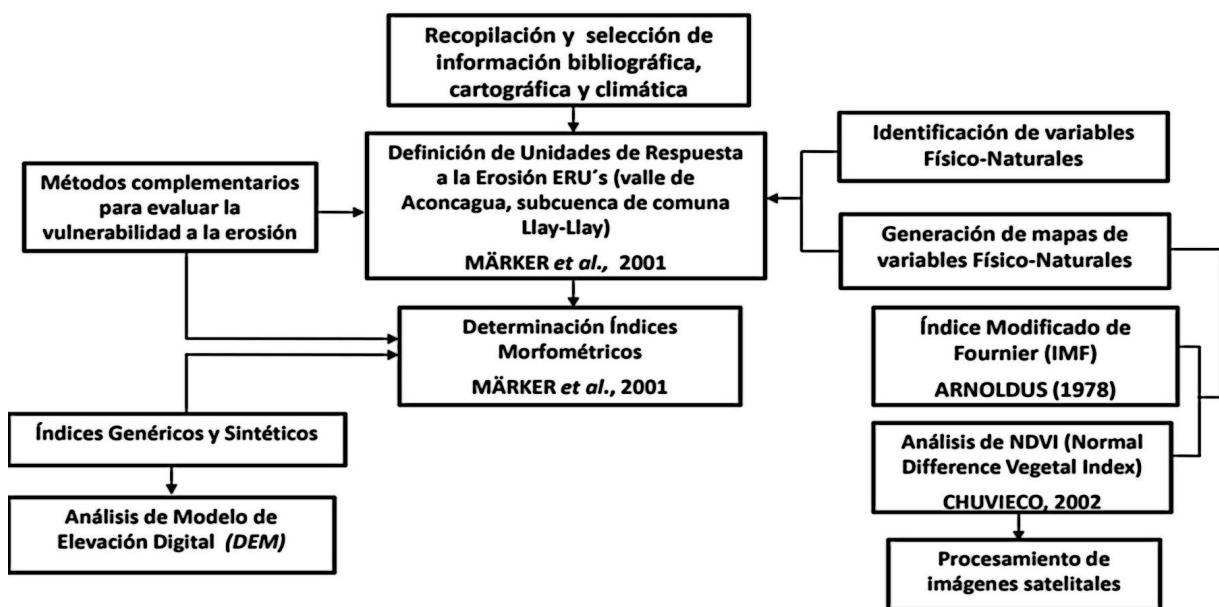 Recopilación y selección de
información bibliográfica,
cartográfica y climática
Definición de Unidades de Respuesta
a la Erosión ERU´s (valle de
Aconcagua, subcuenca de comuna
Llay-Llay)
MÄRKER et al., 2001
Métodos complementarios
para evaluar la
vulnerabilidad a la erosión
Identificación de variables
Físico-Naturales
Generación de mapas de
variables Físico-Naturales
Determinación Índices
Morfométricos
MÄRKER et al., 2001
Índice Modificado de
Fournier (IMF)
ARNOLDUS (1978)
Índices Genéricos y Sintéticos
Análisis de NDVI (Normal
Difference Vegetal Index)
CHUVIECO, 2002
Análisis de Modelo de
Elevación Digital (DEM)
Procesamiento de
imágenes satelitales